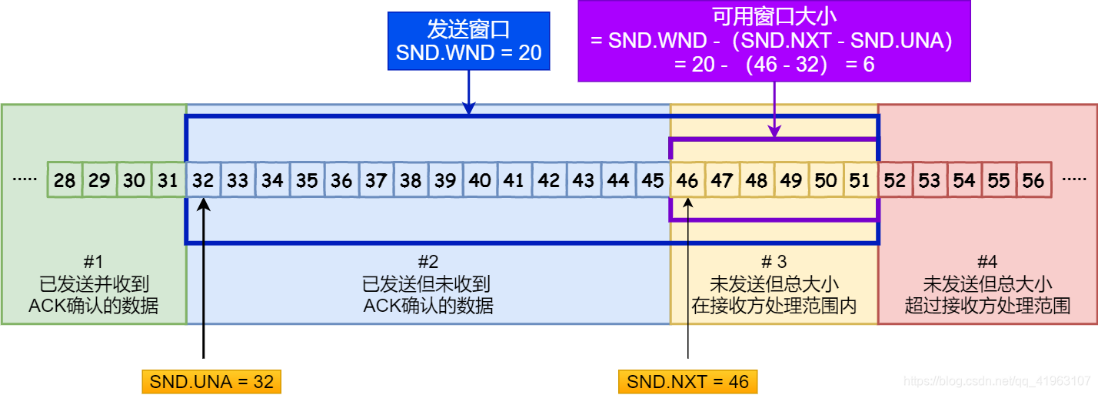 发送窗口
SND.WND = 20
可用窗口大小
= SND.WND -（SND.NXT - SND.UNA）
= 20 - （46 - 32） = 6
····· 28 29 30 31 32 33 34 35 36 37 38 39 40 41 42 43 44 45 46 47 48 49 50 51 52 53 54 55 56 ·····
#1
已发送并收到
ACK确认的数据
#2
已发送但未收到
ACK确认的数据
# 3
未发送但总大小
在接收方处理范围内
#4
未发送但总大小
超过接收方处理范围
SND.UNA = 32
SND.NXT = 46
https://blog.csdn.net/qq_41963107